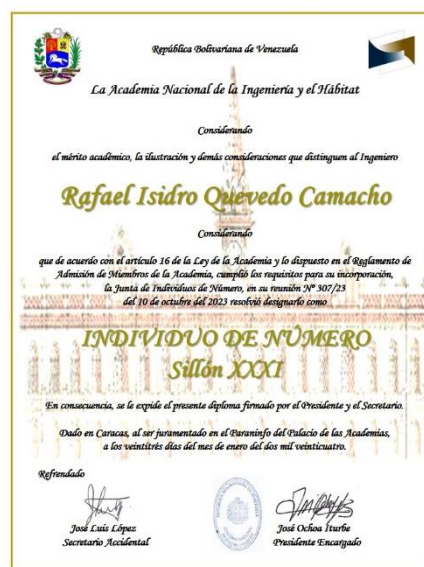 República Bolivariana de Venezuela
La Academia Nacional de la Ingeniería y el Hábitat
Considerando
el mérito académico, la ilustración y demás consideraciones que distinguen al Ingeniero
Rafael Isidro Quevedo Camacho
Considerando
que de acuerdo con el artículo 16 de la Ley de la Academia y lo dispuesto en el Reglamento de
Admisión de Miembros de la Academia, cumplió los requisitos para su incorporación,
la Junta de Individuos de Número, en su reunión Nº 307/23
del 10 de octubre del 2023 resolvió designarlo como
INDIVIDUO DE NÚMERO
Sillón XXXI
En consecuencia, se le expide el presente diploma firmado por el Presidente y el Secretario.
Dado en Caracas, al ser juramentado en el Paraninfo del Palacio de las Academias,
a los veintitrés días del mes de enero del dos mil veinticuatro.
Refrendado
José Luis López
Secretario Accidental
José Ochoa Iturbe
Presidente Encargado